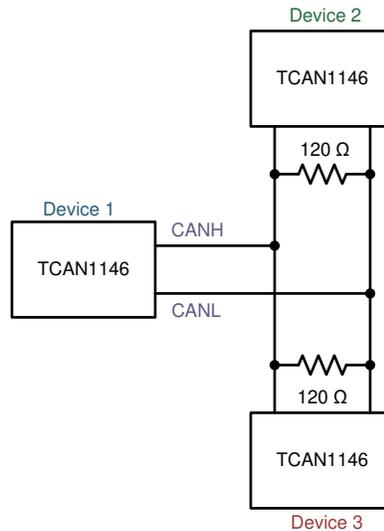 Device 2
TCAN1146
120 Ω
Device 1
CANH
TCAN1146
CANL
120 Ω
TCAN1146
Device 3